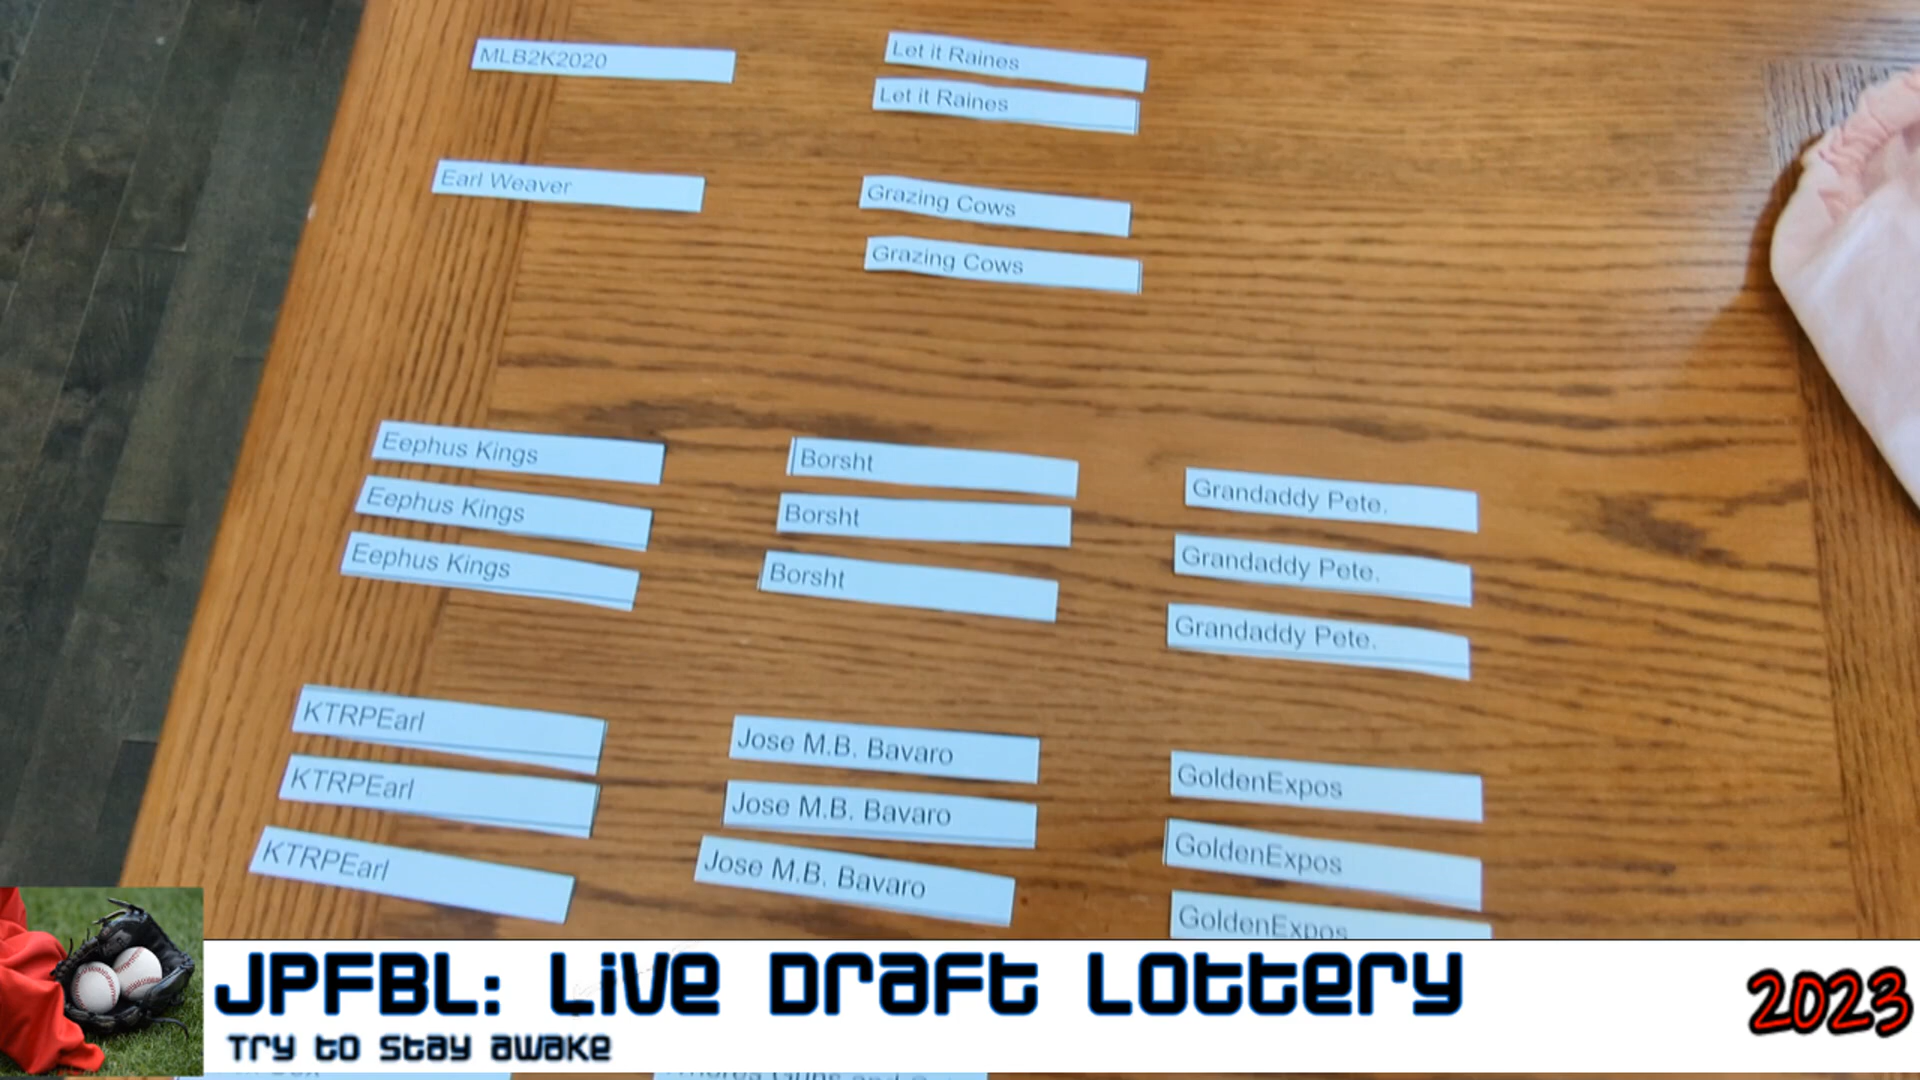 MLB2K2020
Let it Raines
Let it Raines
Earl Weaver
Grazing Cows
Grazing Cows
Eephus Kings
Borsht
Grandaddy Pete.
Eephus Kings
Borsht
Grandaddy Pete.
Eephus Kings
Borsht
Grandaddy Pete.
KTRPEarl
Jose M.B. Bavaro
GoldenExpos
KTRPEarl
Jose M.B. Bavaro
GoldenExpos
KTRPEarl
Jose M.B. Bavaro
GoldenExpos
JPFBL: Live Draft Lottery
2023
Try to stay awake